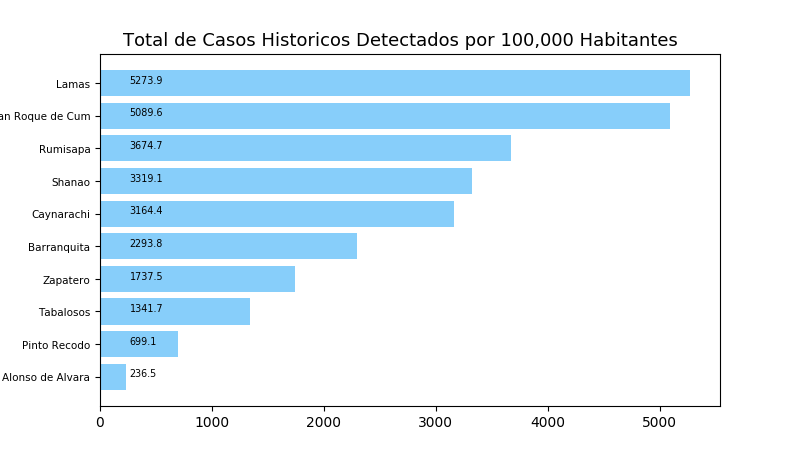 Total de Casos Historicos Detectados por 100,000 Habitantes
Lamas 5273.9
an Roque de Cum 5089.6
Rumisapa 3674.7
Shanao 3319.1
Caynarachi 3164.4
Barranquita 2293.8
Zapatero 1737.5
Tabalosos 1341.7
Pinto Recodo 699.1
Alonso de Alvara 236.5
0 1000 2000 3000 4000 5000